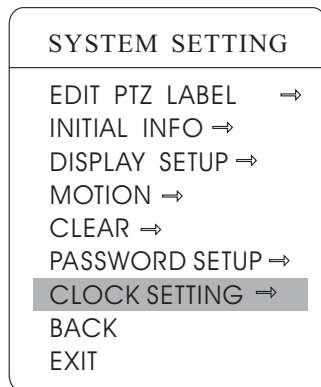 SYSTEM SETTING
EDIT PTZ LABEL ⇒
INITIAL INFO ⇒
DISPLAY SETUP ⇒
MOTION ⇒
CLEAR ⇒
PASSWORD SETUP ⇒
CLOCK SETTING ⇒
BACK
EXIT